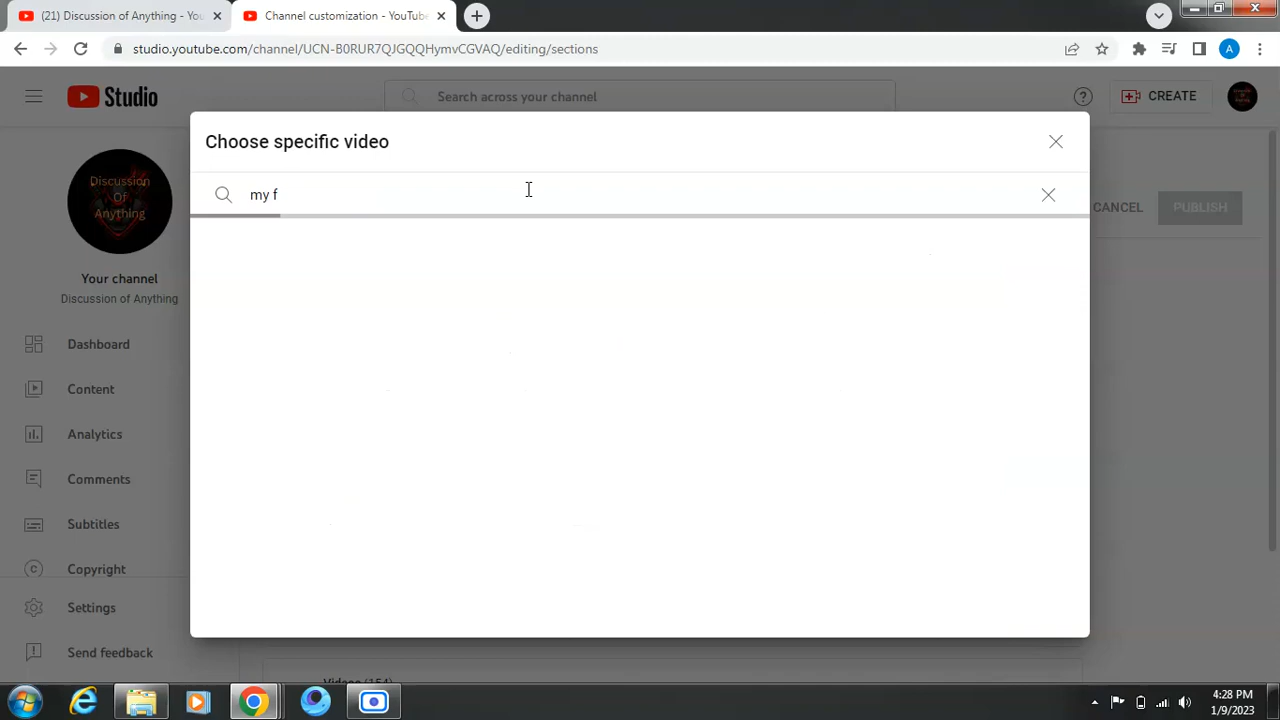 (21) Discussion of Anything - You
Channel customization - YouTube
studio.youtube.com/channel/UCN-B0RUR7QJGQQHymvCGVAQ/editing/sections
A
Studio
Search across your channel
CREATE
Choose specific video
my f
Discussion
Of
Anything
CANCEL
PUBLISH
Your channel
Discussion of Anything
Dashboard
Content
Analytics
Comments
Subtitles
Copyright
Settings
Send feedback
Videos (154)
4:28 PM
1/9/2023